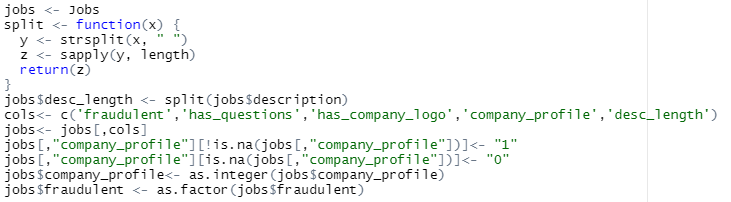 jobs <- Jobs
split <- function(x) {
  y <- strsplit(x, " ")
  z <- sapply(y, length)
  return(z)
}
jobs$desc_length <- split(jobs$description)
cols<- c('fraudulent','has_questions','has_company_logo','company_profile','desc_length')
jobs<- jobs[,cols]
jobs[,"company_profile"][!is.na(jobs[,"company_profile"])]<- "1"
jobs[,"company_profile"][is.na(jobs[,"company_profile"])]<- "0"
jobs$company_profile<- as.integer(jobs$company_profile)
jobs$fraudulent <- as.factor(jobs$fraudulent)